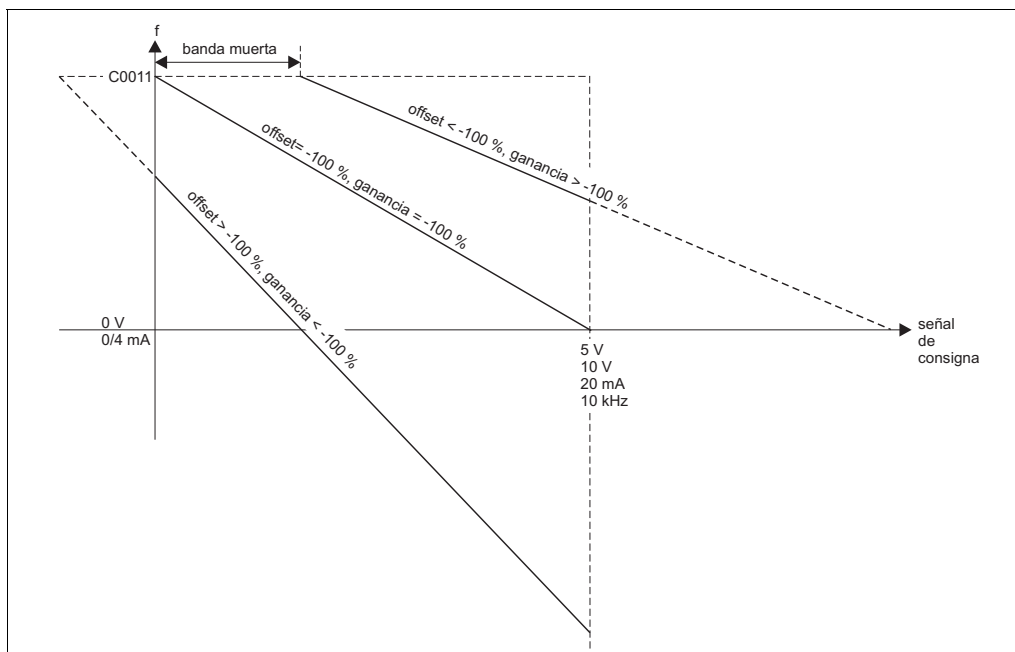 f
banda muerta
C0011
offset < -100 %, ganancia > -100 %
offset= -100 %, ganancia = -100 %
offset > -100 %, ganancia < -100 %
0 V
0/4 mA
señal
de
consigna
5 V
10 V
20 mA
10 kHz